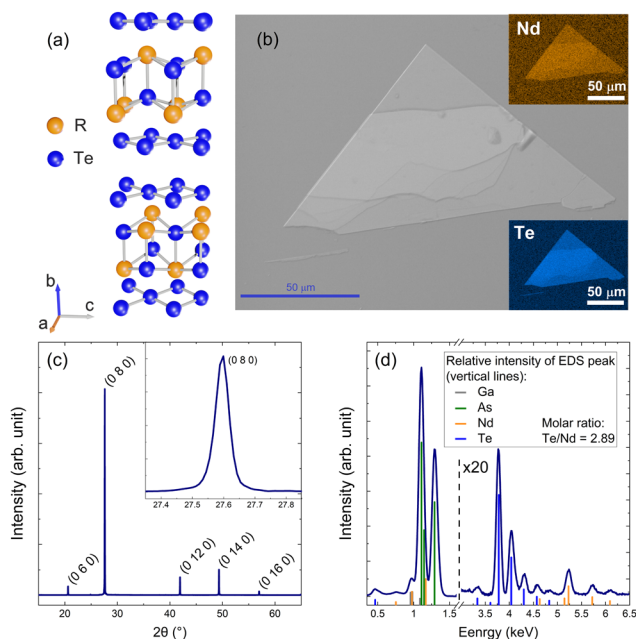 (a)
R
Te
b
c
a
(b)
Nd
50 μm
Te
50 μm
50 μm
(c)
(0 8 0)
(0 8 0)
(0 6 0)
(0 12 0)
(0 14 0)
(0 16 0)
27.4 27.5 27.6 27.7 27.8
Intensity (arb. unit)
20 30 40 50 60
2θ (°)
(d)
Relative intensity of EDS peak
(vertical lines):
Ga
As
Nd
Te
Molar ratio:
Te/Nd = 2.89
x20
Intensity (arb. unit)
0.5 1.0 1.5 3.5 4.0 4.5 5.0 5.5 6.0 6.5
Eenrgy (keV)